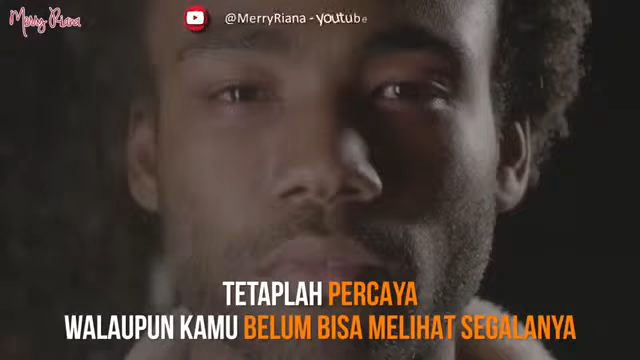 Merry Riana
@MerryRiana - youtube
TETAPLAH PERCAYA
WALAUPUN KAMU BELUM BISA MELIHAT SEGALANYA